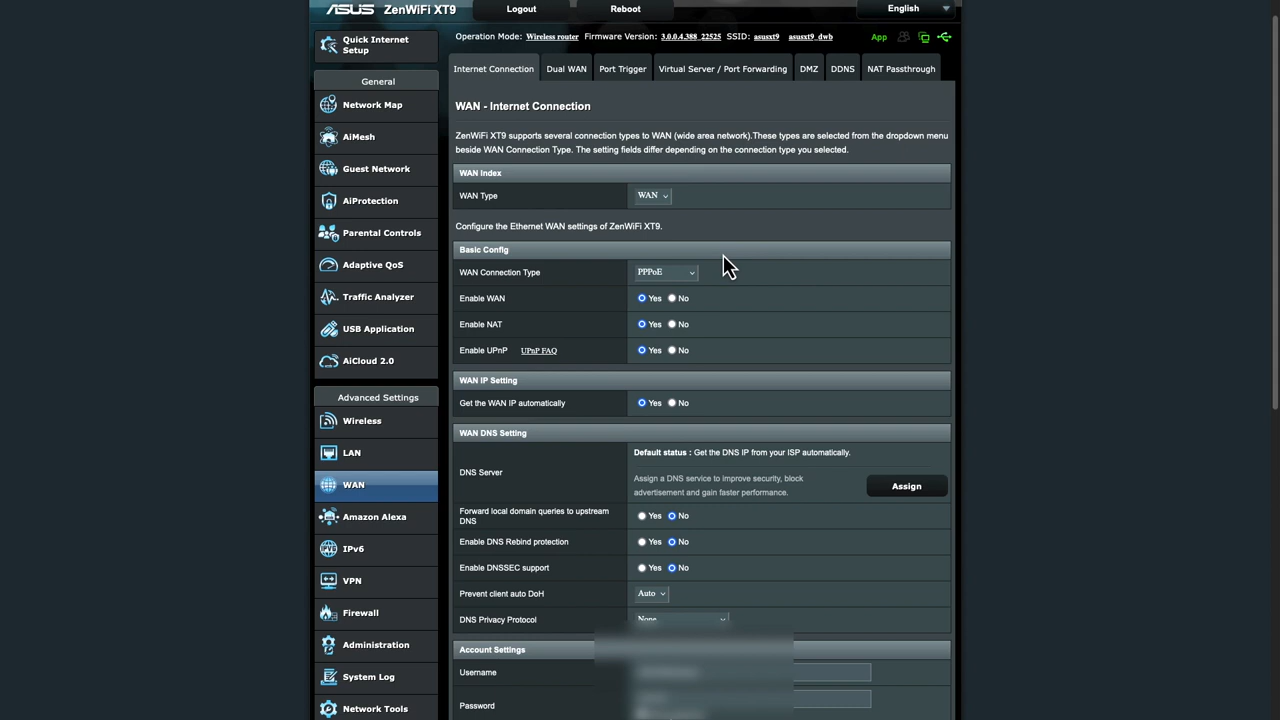 ASUS ZenWiFi XT9 Logout Reboot English
Quick Internet Setup
Operation Mode: Wireless router Firmware Version: 3.0.0.4.388_22525 SSID: asusxt9 asusxt9_dwb App
Internet Connection Dual WAN Port Trigger Virtual Server / Port Forwarding DMZ DDNS NAT Passthrough
General
Network Map
AiMesh
Guest Network
AiProtection
Parental Controls
Adaptive QoS
Traffic Analyzer
USB Application
AiCloud 2.0
Advanced Settings
Wireless
LAN
WAN
Amazon Alexa
IPv6
VPN
Firewall
Administration
System Log
Network Tools
WAN - Internet Connection
ZenWiFi XT9 supports several connection types to WAN (wide area network).These types are selected from the dropdown menu
beside WAN Connection Type. The setting fields differ depending on the connection type you selected.
WAN Index
WAN Type WAN
Configure the Ethernet WAN settings of ZenWiFi XT9.
Basic Config
WAN Connection Type PPPoE
Enable WAN Yes No
Enable NAT Yes No
Enable UPnP UPnP FAQ Yes No
WAN IP Setting
Get the WAN IP automatically Yes No
WAN DNS Setting
DNS Server
Default status : Get the DNS IP from your ISP automatically.
Assign a DNS service to improve security, block
advertisement and gain faster performance.
Assign
Forward local domain queries to upstream
DNS
Yes No
Enable DNS Rebind protection Yes No
Enable DNSSEC support Yes No
Prevent client auto DoH Auto
DNS Privacy Protocol None
Account Settings
Username
Password